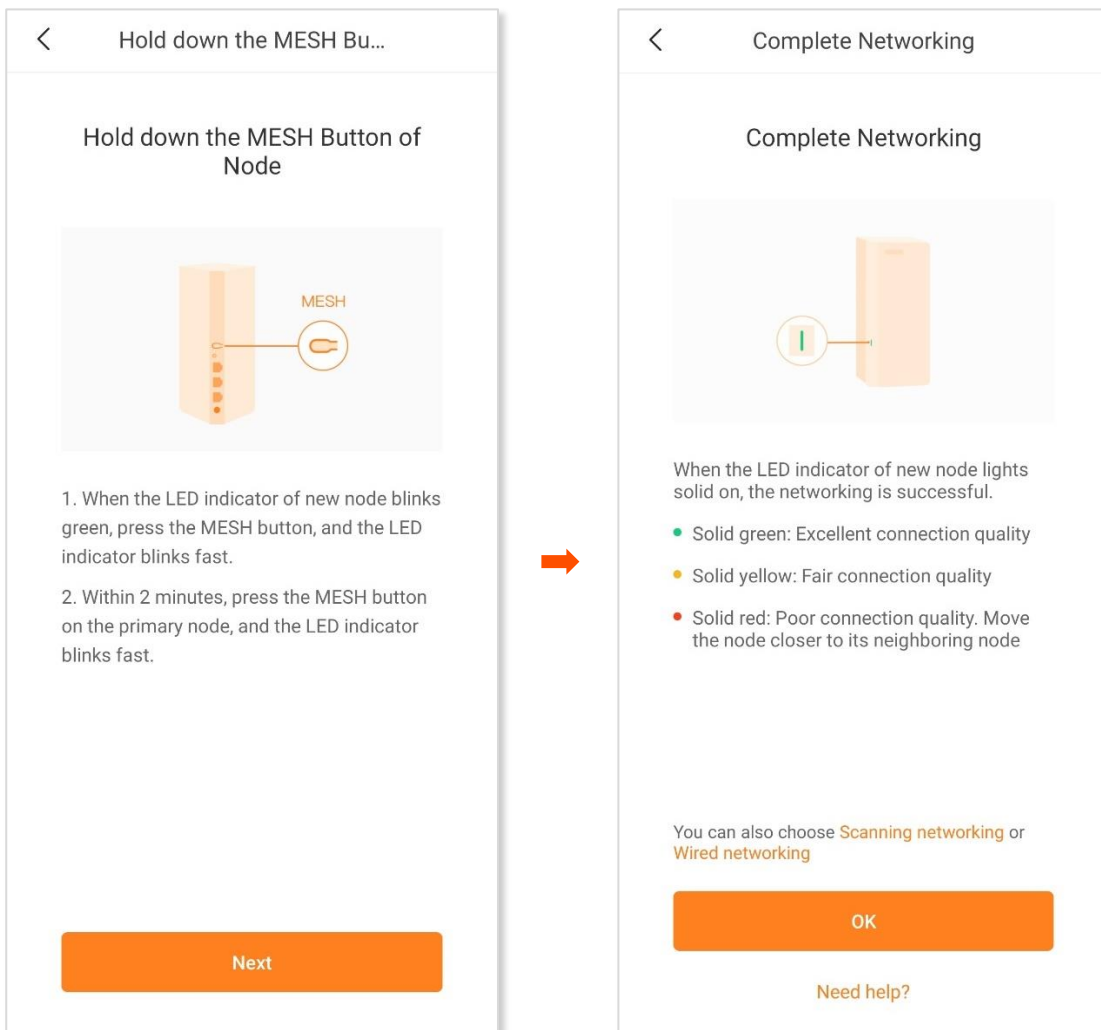 Hold down the MESH Bu...
Hold down the MESH Button of
Node
MESH
1. When the LED indicator of new node blinks
green, press the MESH button, and the LED
indicator blinks fast.
2. Within 2 minutes, press the MESH button
on the primary node, and the LED indicator
blinks fast.
Next
Complete Networking
Complete Networking
When the LED indicator of new node lights
solid on, the networking is successful.
Solid green: Excellent connection quality
Solid yellow: Fair connection quality
Solid red: Poor connection quality. Move
the node closer to its neighboring node
You can also choose Scanning networking or
Wired networking
OK
Need help?